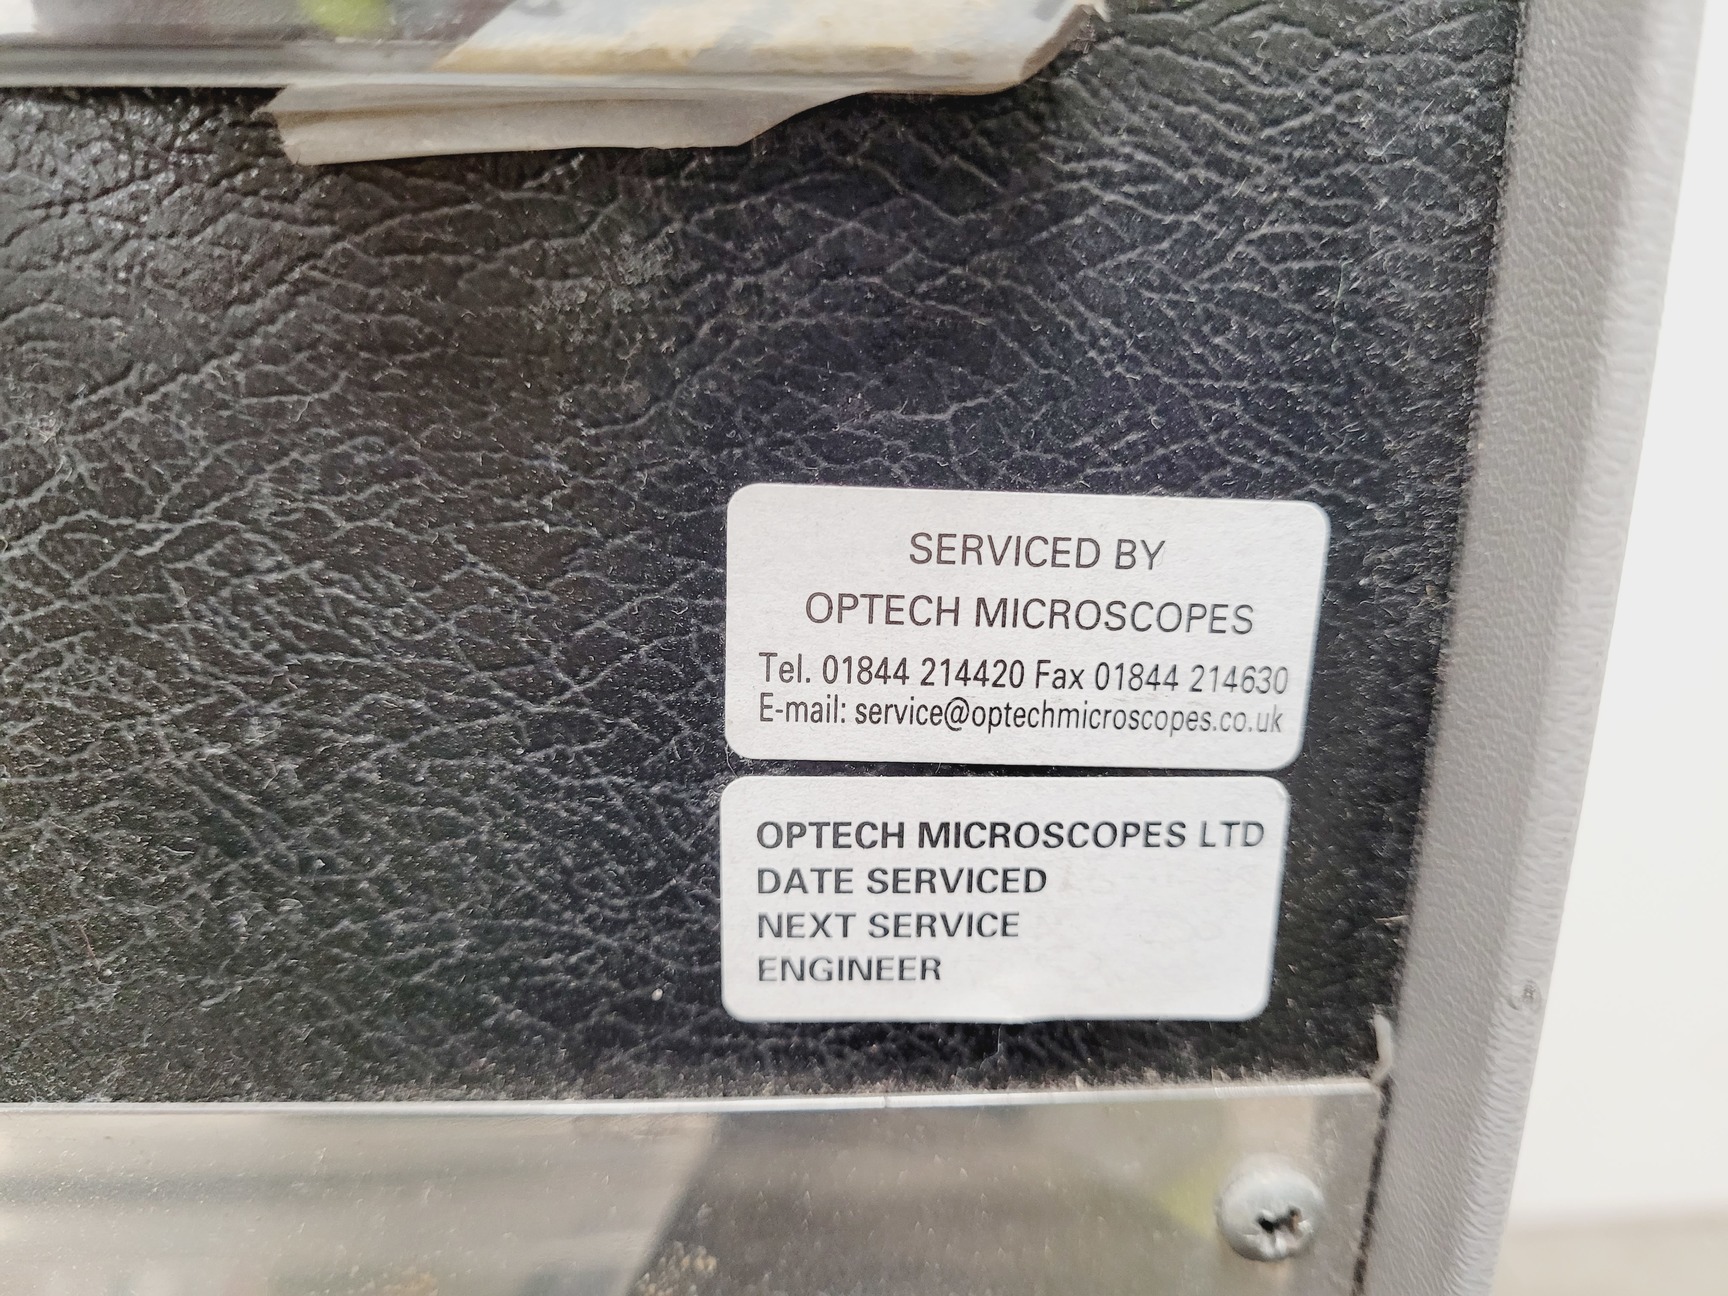 SERVICED BY
OPTECH MICROSCOPES
Tel. 01844 214420 Fax 01844 214630
E-mail: service@optechmicroscopes.co.uk
OPTECH MICROSCOPES LTD
DATE SERVICED
NEXT SERVICE
ENGINEER